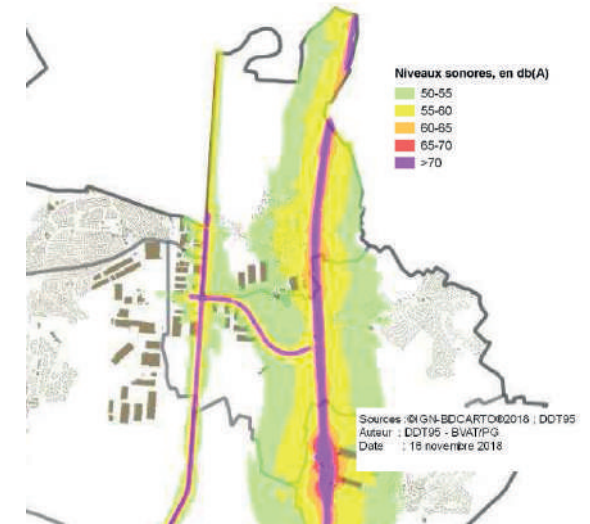 Niveaux sonores, en db(A)
50-55
55-60
60-65
65-70
>70
Sources : ©IGN-BDCARTO©2018 ; DDT95
Auteur : DDT95 - BVAT/PG
Date : 16 novembre 2018